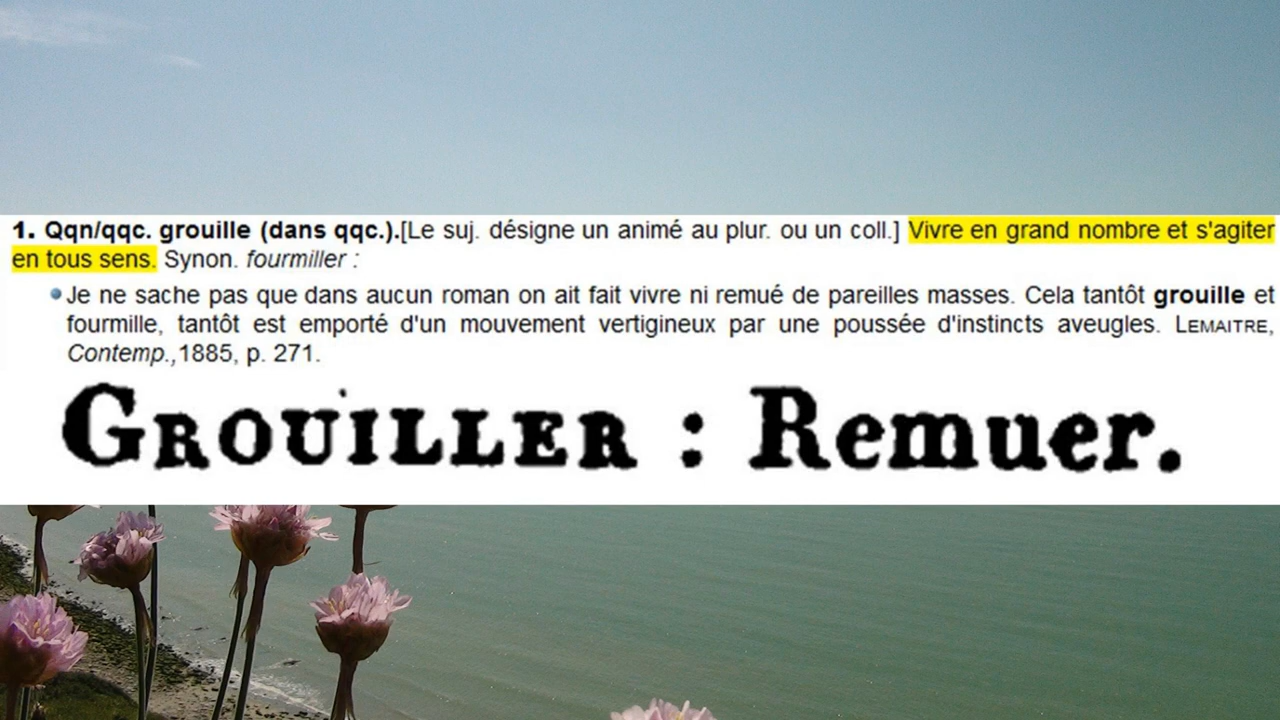 1. Qqn/qqc. grouille (dans qqc.).[Le suj. désigne un animé au plur. ou un coll.] Vivre en grand nombre et s'agiter
en tous sens. Synon. fourmiller :
Je ne sache pas que dans aucun roman on ait fait vivre ni remué de pareilles masses. Cela tantôt grouille et
fourmille, tantôt est emporté d'un mouvement vertigineux par une poussée d'instincts aveugles. LEMAITRE,
Contemp.,1885, p. 271.
GROUILLER : Remuer.